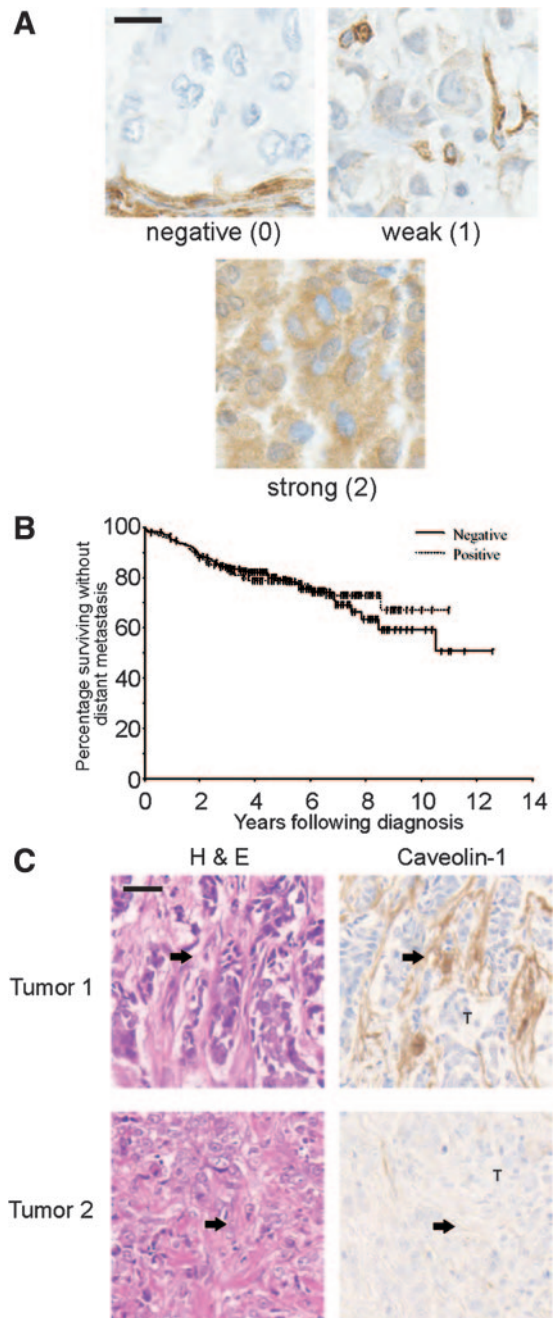 A
negative (0)
weak (1)
strong (2)
B
Percentage surviving without
distant metastasis
100
80
60
40
20
0
Negative
Positive
0 2 4 6 8 10 12 14
Years following diagnosis
C
H & E
Caveolin-1
Tumor 1
T
Tumor 2
T